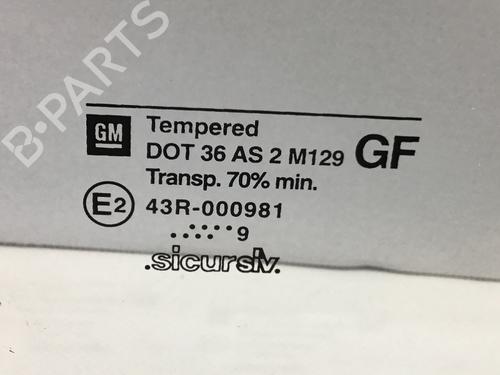 B-PARTS
GM
Tempered
DOT 36 AS 2 M129 GF
Transp. 70% min.
E2
43R-000981
.......9
.sicursiv.